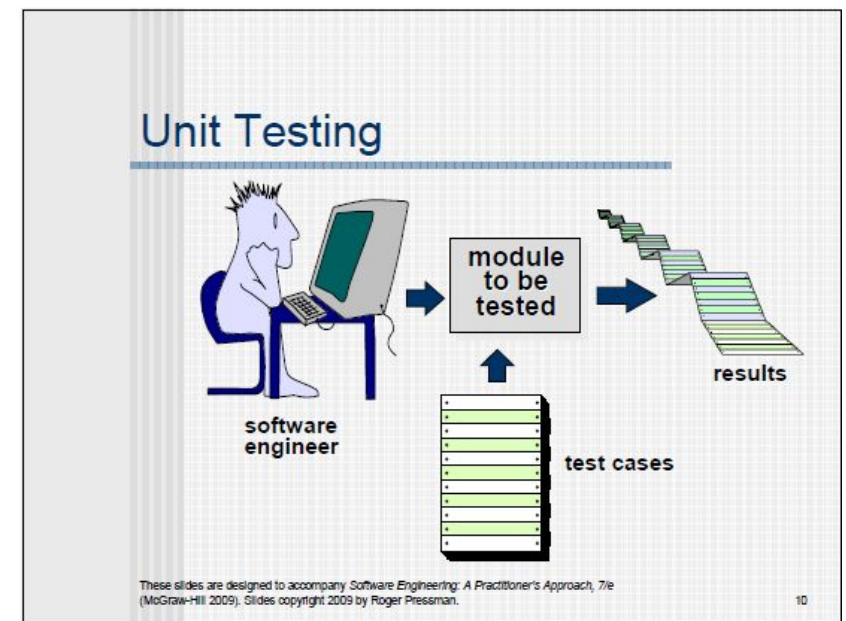 Unit Testing
module
to be
tested
results
software
engineer
test cases
These slides are designed to accompany Software Engineering: A Practitioner's Approach, 7/e
(McGraw-Hill 2009). Slides copyright 2009 by Roger Pressman.
10